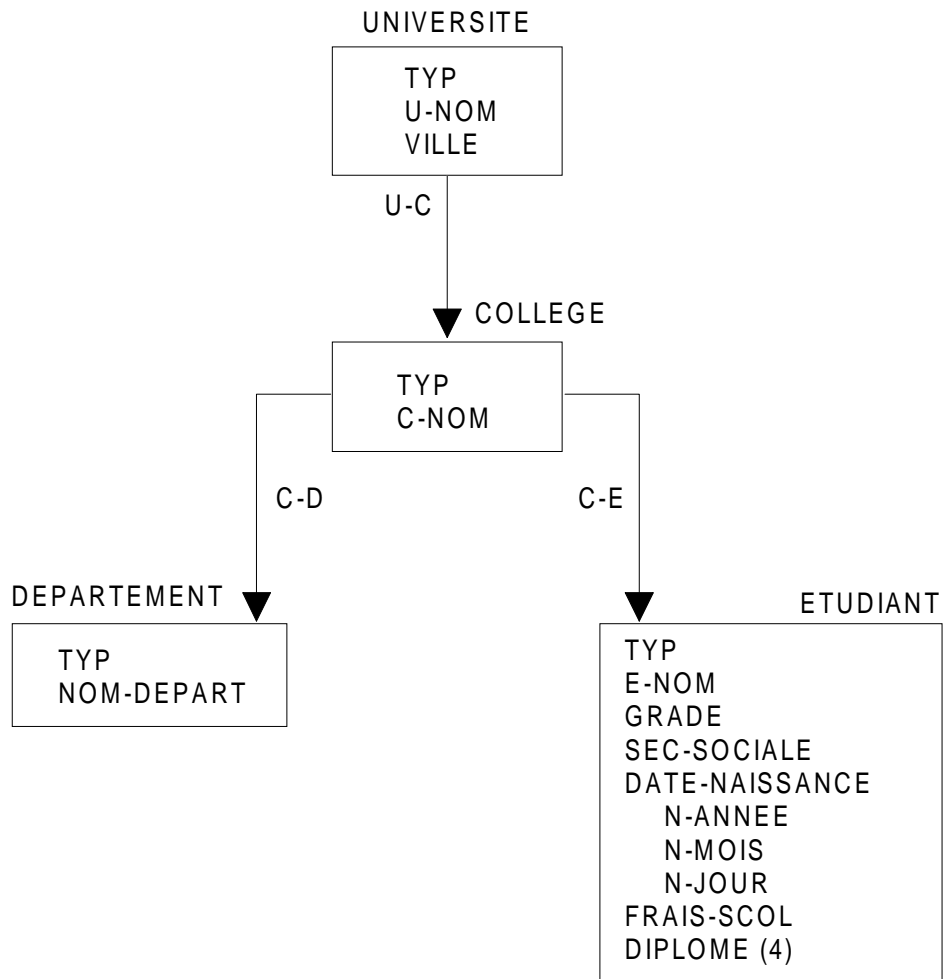 UNIVERSITE
TYP
U-NOM
VILLE
U-C
COLLEGE
TYP
C-NOM
C-D
C-E
DEPARTEMENT
TYP
NOM-DEPART
ETUDIANT
TYP
E-NOM
GRADE
SEC-SOCIALE
DATE-NAISSANCE
N-ANNEE
N-MOIS
N-JOUR
FRAIS-SCOL
DIPLOME (4)